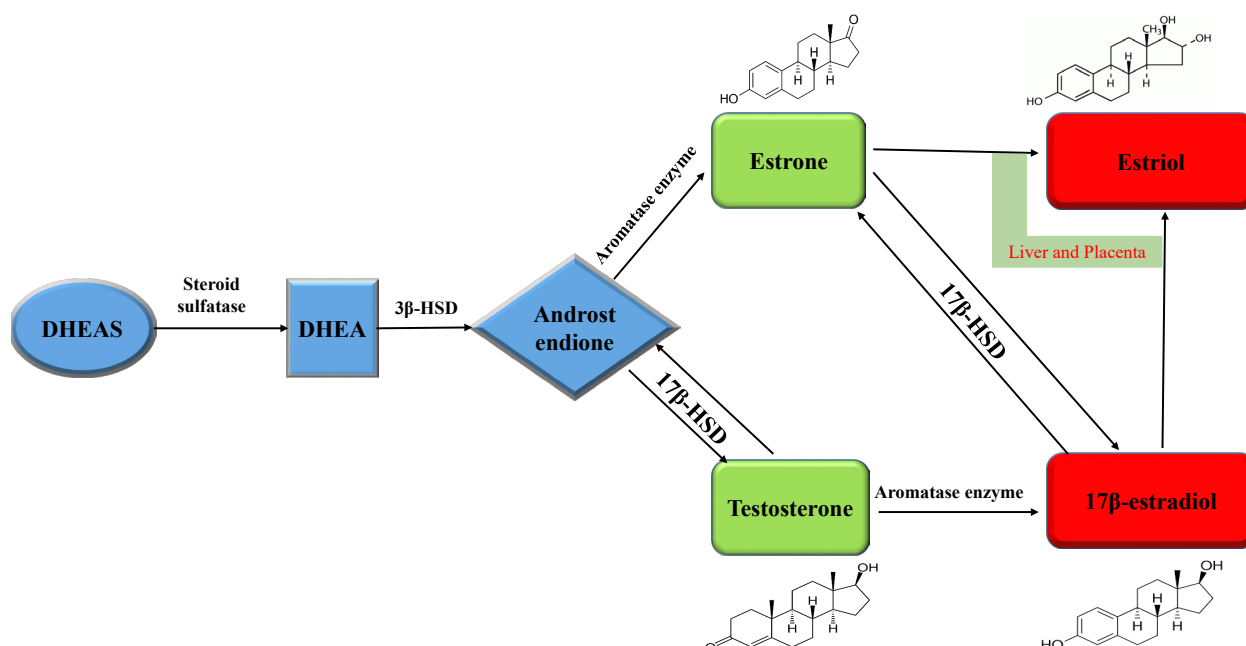 O
H
H
H
HO
OH
CH₃
OH
H
H
H
HO
Estrone
Estriol
Aromatase enzyme
Liver and Placenta
Steroid
sulfatase
3β-HSD
DHEAS
DHEA
Androst
endione
17β-HSD
17β-HSD
Testosterone
Aromatase enzyme
17β-estradiol
OH
H
H
H
O
OH
H
H
H
HO